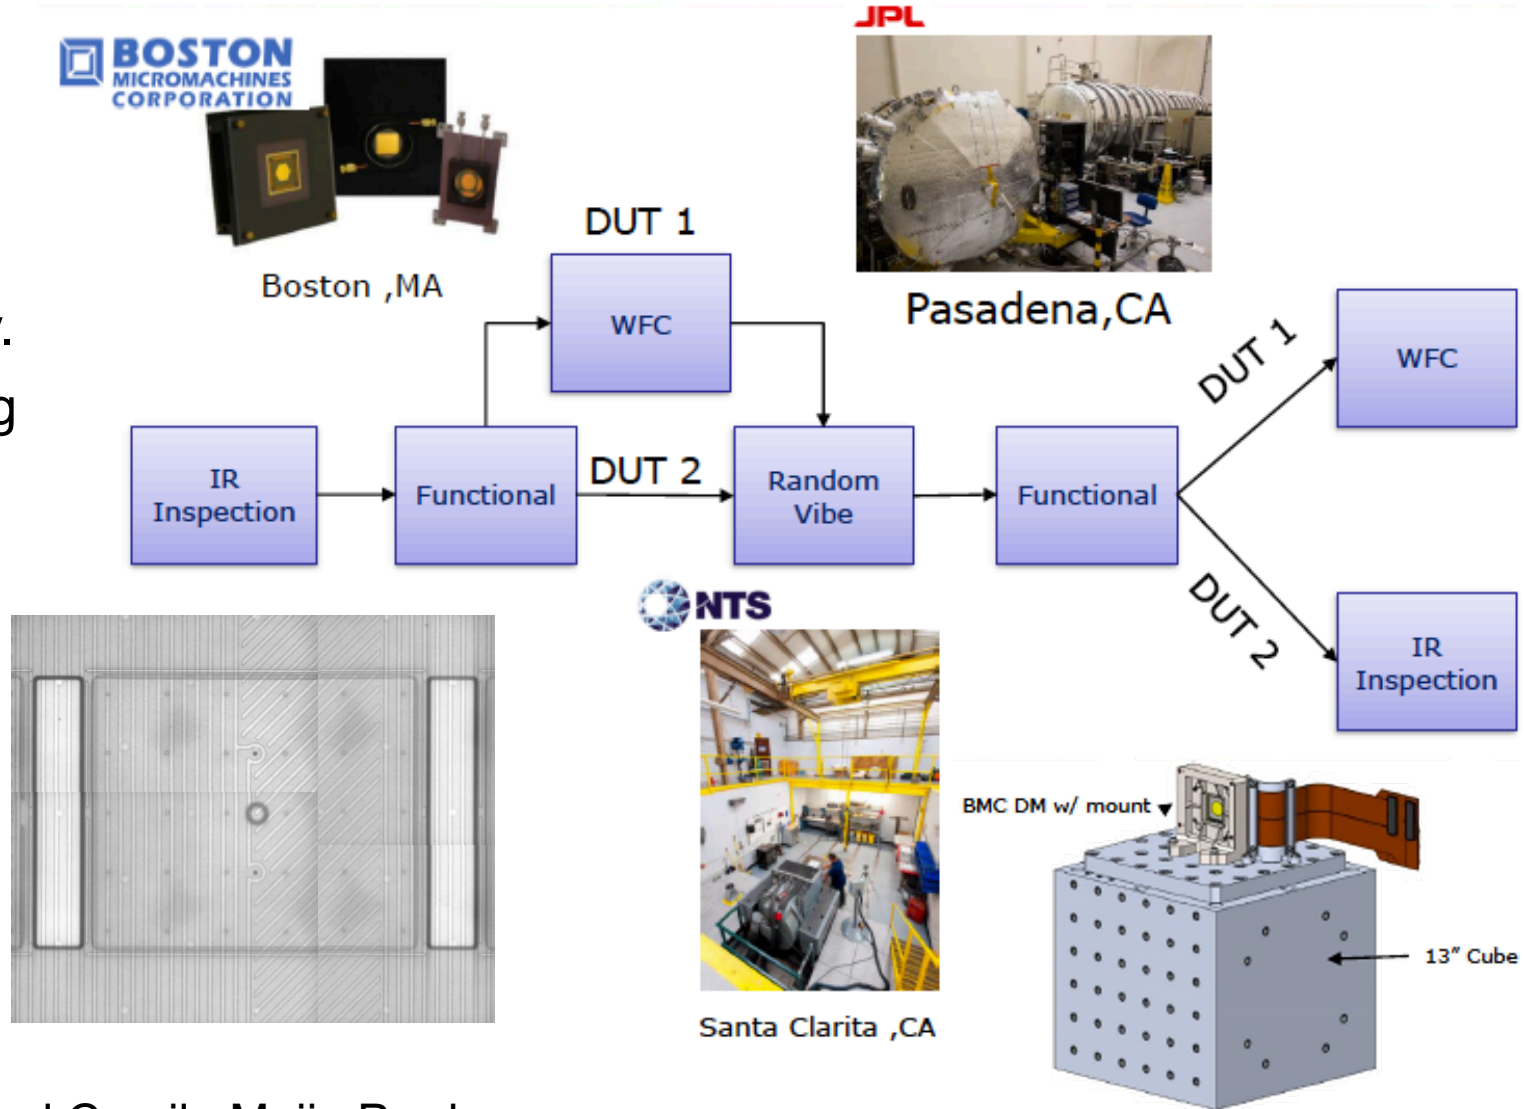 JPL
BOSTON
MICROMACHINES
CORPORATION
DUT 1
Boston ,MA
Pasadena,CA
WFC
DUT 1
WFC
g
IR
Inspection
Functional
DUT 2
Random
Vibe
Functional
DUT 2
IR
Inspection
NTS
BMC DM w/ mount
13" Cube
Santa Clarita ,CA